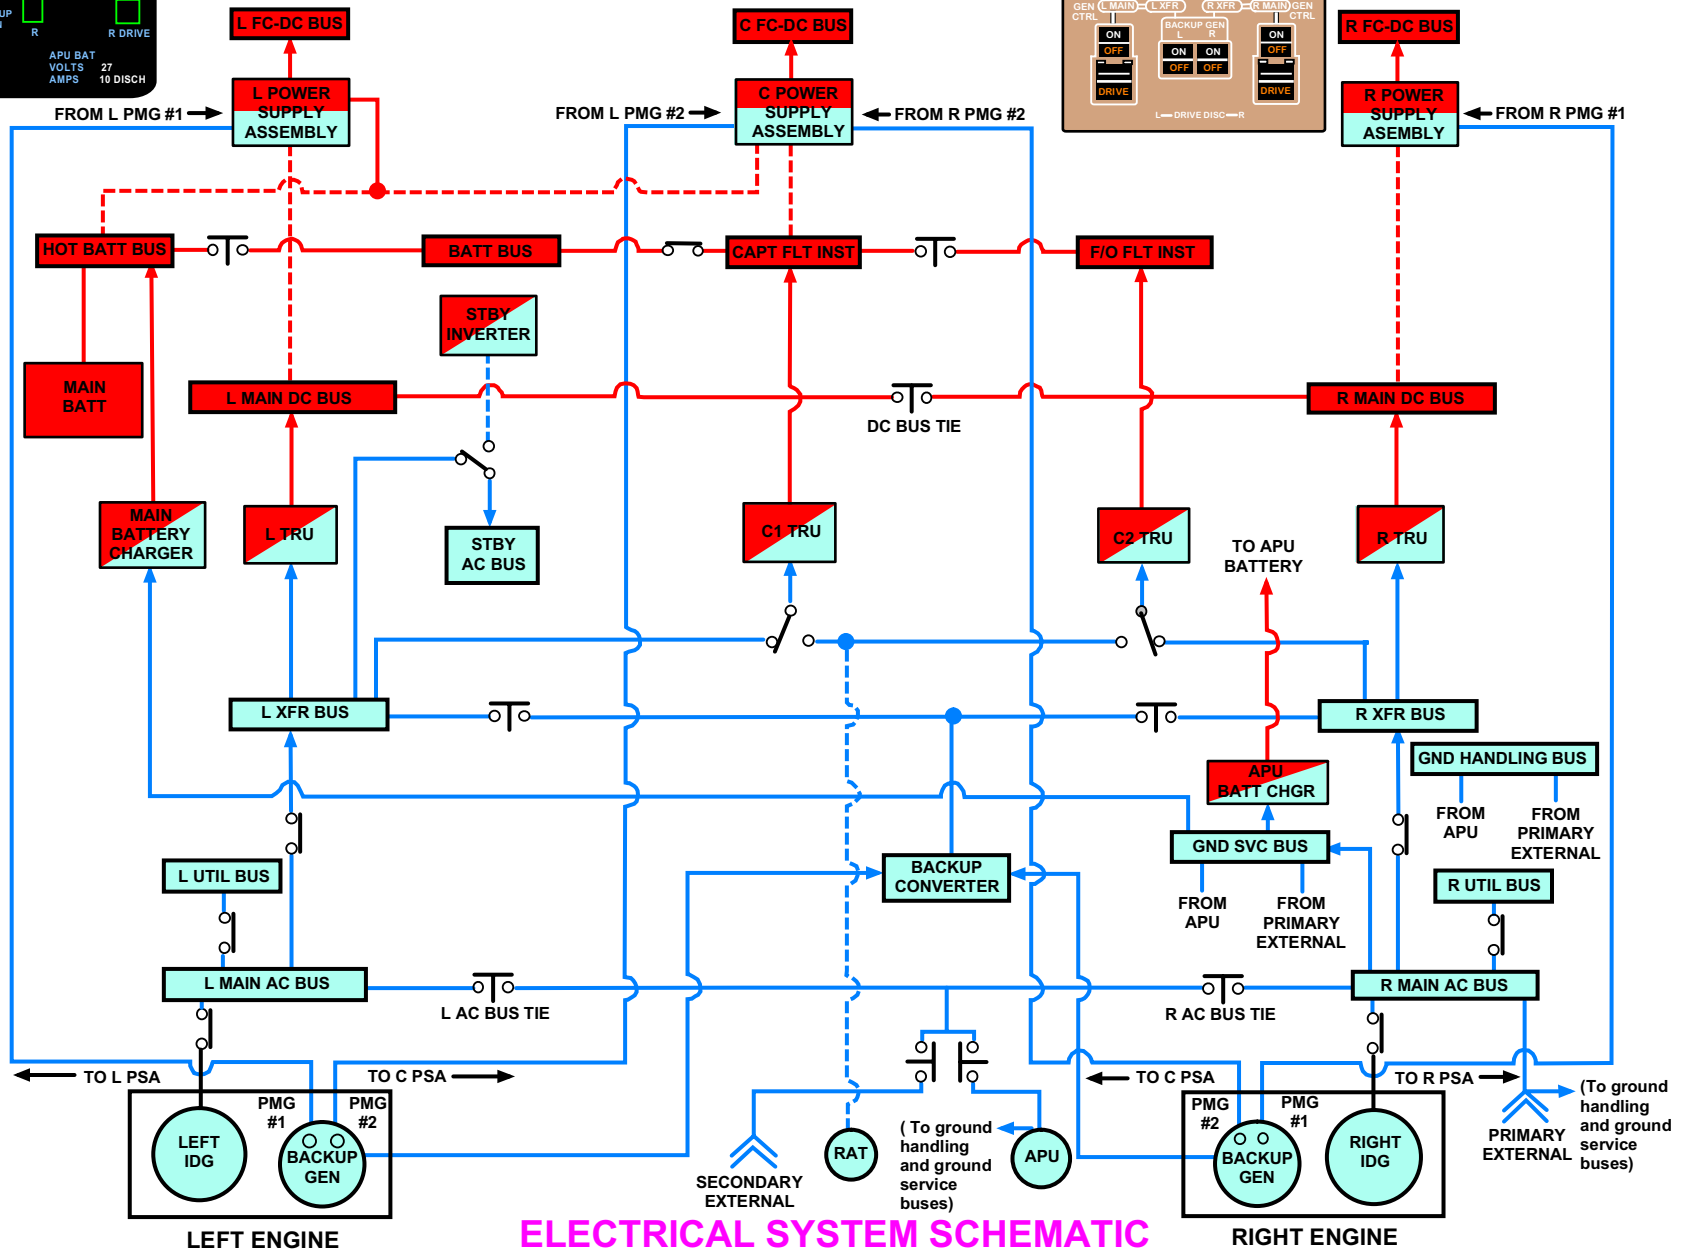 UP
N
R
R DRIVE
APU BAT
VOLTS 27
AMPS 10 DISCH
L FC-DC BUS
C FC-DC BUS
GEN
CTRL
L MAIN
L XFR
R XFR
R MAIN
GEN
CTRL
BACKUP GEN
L R
ON
OFF
DRIVE
ON
OFF
ON
OFF
ON
OFF
DRIVE
L DRIVE DISC R
R FC-DC BUS
FROM L PMG #1
L POWER
SUPPLY
ASSEMBLY
FROM L PMG #2
C POWER
SUPPLY
ASSEMBLY
FROM R PMG #2
R POWER
SUPPLY
ASEMBLY
FROM R PMG #1
HOT BATT BUS
BATT BUS
CAPT FLT INST
F/O FLT INST
STBY
INVERTER
MAIN
BATT
L MAIN DC BUS
DC BUS TIE
R MAIN DC BUS
MAIN
BATTERY
CHARGER
L TRU
STBY
AC BUS
C1 TRU
C2 TRU
TO APU
BATTERY
R TRU
L XFR BUS
R XFR BUS
GND HANDLING BUS
FROM
APU
FROM
PRIMARY
EXTERNAL
APU
BATT CHGR
GND SVC BUS
FROM
APU
FROM
PRIMARY
EXTERNAL
L UTIL BUS
BACKUP
CONVERTER
R UTIL BUS
L MAIN AC BUS
L AC BUS TIE
R AC BUS TIE
R MAIN AC BUS
TO L PSA
TO C PSA
TO C PSA
TO R PSA
PMG
#1
PMG
#2
LEFT
IDG
BACKUP
GEN
SECONDARY
EXTERNAL
RAT
( To ground
handling
and ground
service
buses)
APU
PMG
#2
PMG
#1
BACKUP
GEN
RIGHT
IDG
PRIMARY
EXTERNAL
(To ground
handling
and ground
service
buses)
LEFT ENGINE
ELECTRICAL SYSTEM SCHEMATIC
RIGHT ENGINE